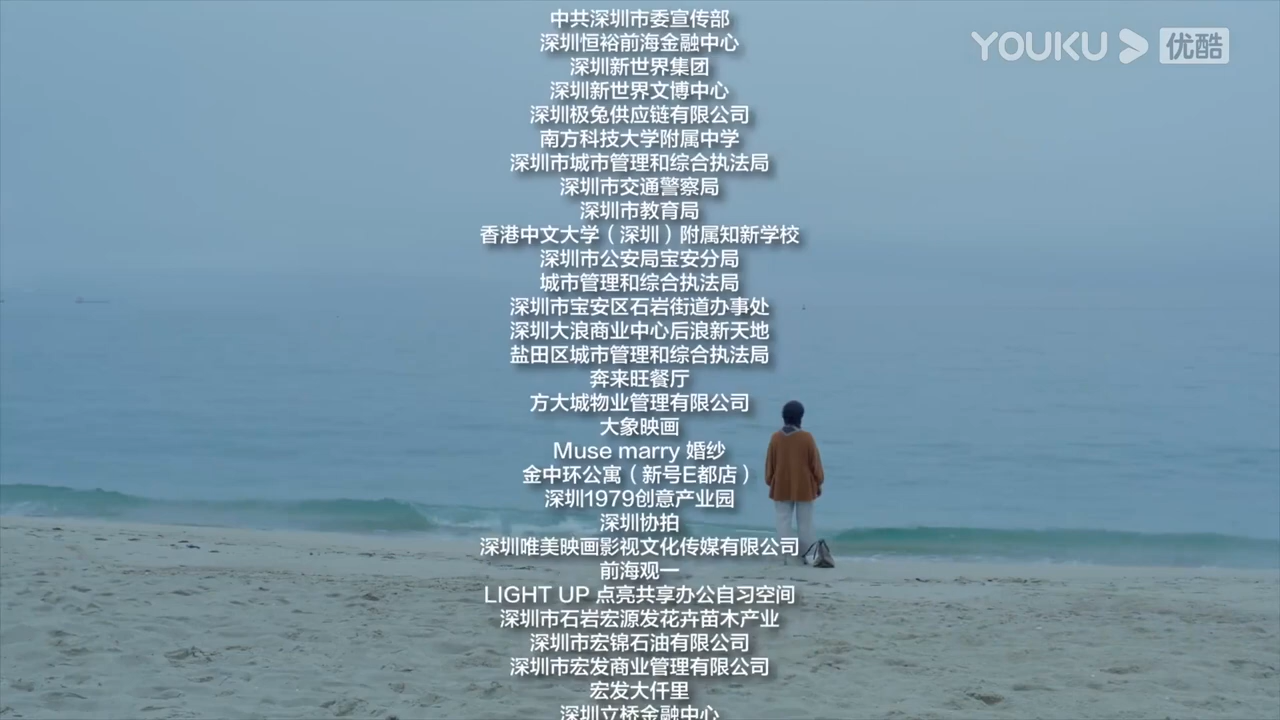 中共深圳市委宣传部
YOUKU 优酷
深圳恒裕前海金融中心
深圳新世界集团
深圳新世界文博中心
深圳极兔供应链有限公司
南方科技大学附属中学
深圳市城市管理和综合执法局
深圳市交通警察局
深圳市教育局
香港中文大学（深圳）附属知新学校
深圳市公安局宝安分局
城市管理和综合执法局
深圳市宝安区石岩街道办事处
深圳大浪商业中心后浪新天地
盐田区城市管理和综合执法局
奔来旺餐厅
方大城物业管理有限公司
大象映画
Muse marry 婚纱
金中环公寓（新号E都店）
深圳1979创意产业园
深圳协拍
深圳唯美映画影视文化传媒有限公司
前海观一
LIGHT UP 点亮共享办公自习空间
深圳市石岩宏源发花卉苗木产业
深圳市宏锦石油有限公司
深圳市宏发商业管理有限公司
宏发大仟里
深圳立桥金融中心